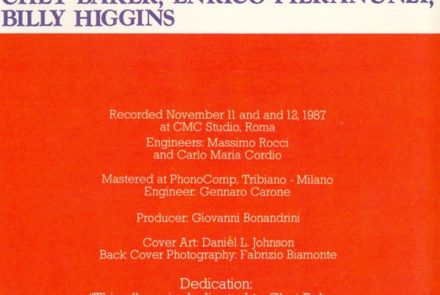 CHET BAKER, ENRICO PIERANUNZI,
BILLY HIGGINS
Recorded November 11 and and 12, 1987
at CMC Studio, Roma
Engineers: Massimo Rocci
and Carlo Maria Cordio
Mastered at PhonoComp, Tribiano - Milano
Engineer: Gennaro Carone
Producer: Giovanni Bonandrini
Cover Art: Daniel L. Johnson
Back Cover Photography: Fabrizio Biamonte
Dedication: